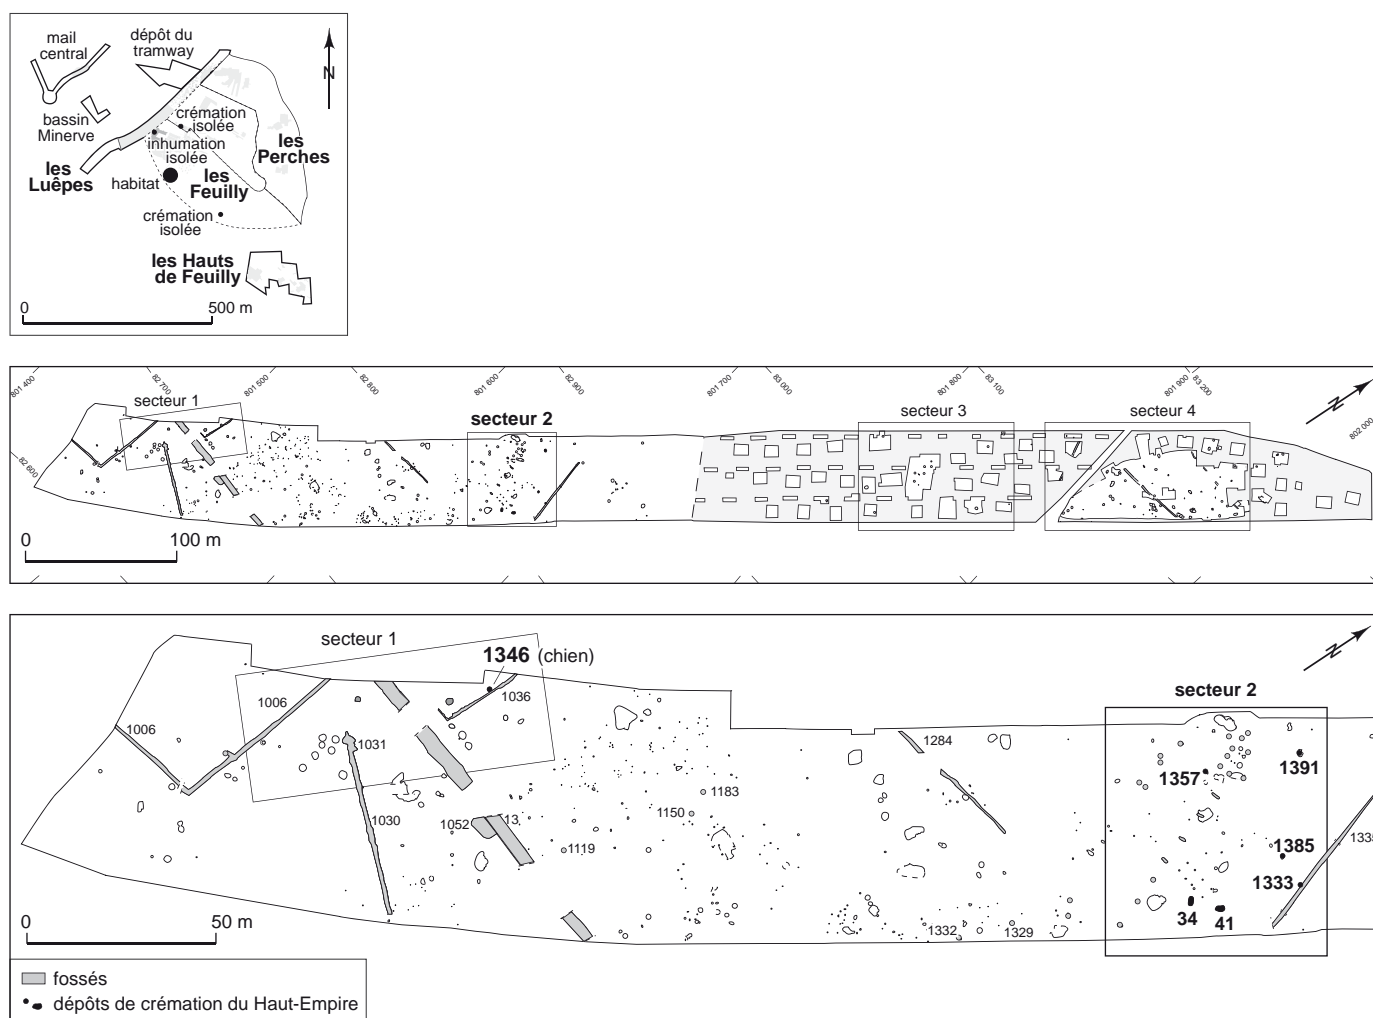 mail
central
dépôt du
tramway
N
bassin
Minerve
crémation
isolée
inhumation
isolée
les
Perches
les
Luêpes
habitat
les
Feuilly
crémation
isolée
les Hauts
de Feuilly
0
500 m
801 400
82 700
801 500
82 800
801 600
82 900
801 700
83 000
801 800
83 100
801 900
83 200
802 000
82 600
secteur 1
secteur 2
secteur 3
secteur 4
N
0
100 m
secteur 1
1346 (chien)
N
secteur 2
1006
1006
1036
1031
1284
1357
1391
1183
1150
1030
1052
13
1119
1385
1335
1333
34
41
1332
1329
0
50 m
fossés
dépôts de crémation du Haut-Empire